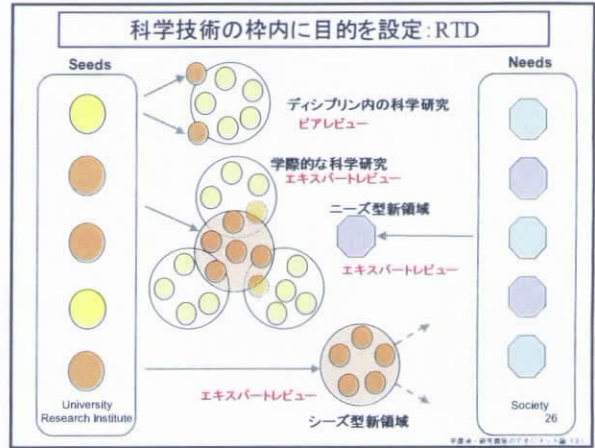 科学技術の枠内に目的を設定:RTD
Seeds
Needs
ディシプリン内の科学研究
ピアレビュー
学際的な科学研究
エキスパートレビュー
ニーズ型新領域
エキスパートレビュー
エキスパートレビュー
シーズ型新領域
University
Research Institute
Society
26